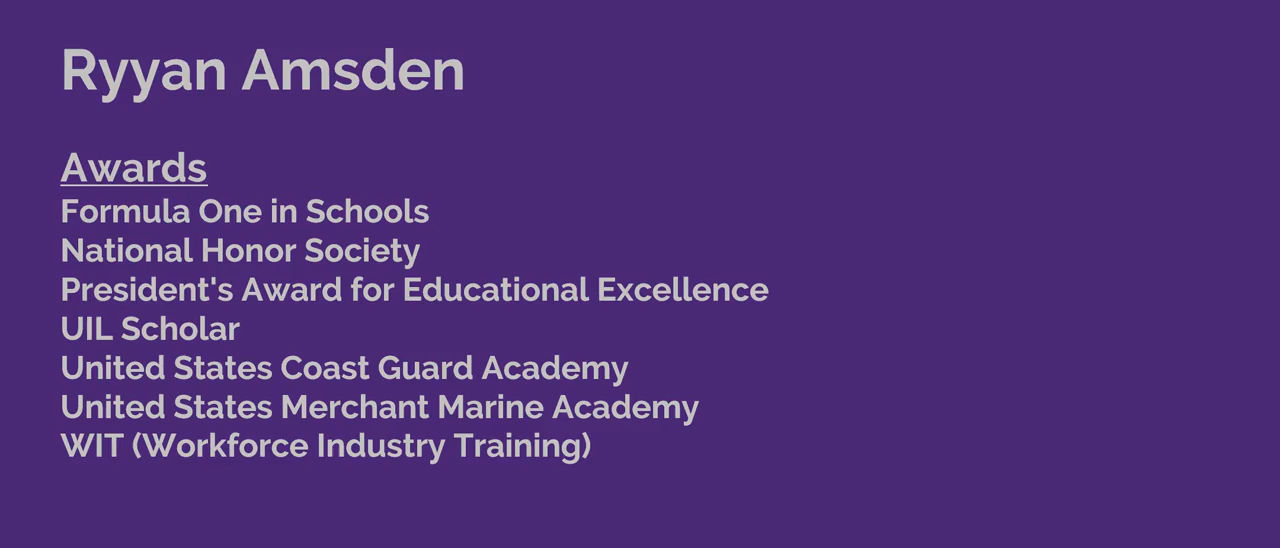 Ryyan Amsden
Awards
Formula One in Schools
National Honor Society
President's Award for Educational Excellence
UIL Scholar
United States Coast Guard Academy
United States Merchant Marine Academy
WIT (Workforce Industry Training)